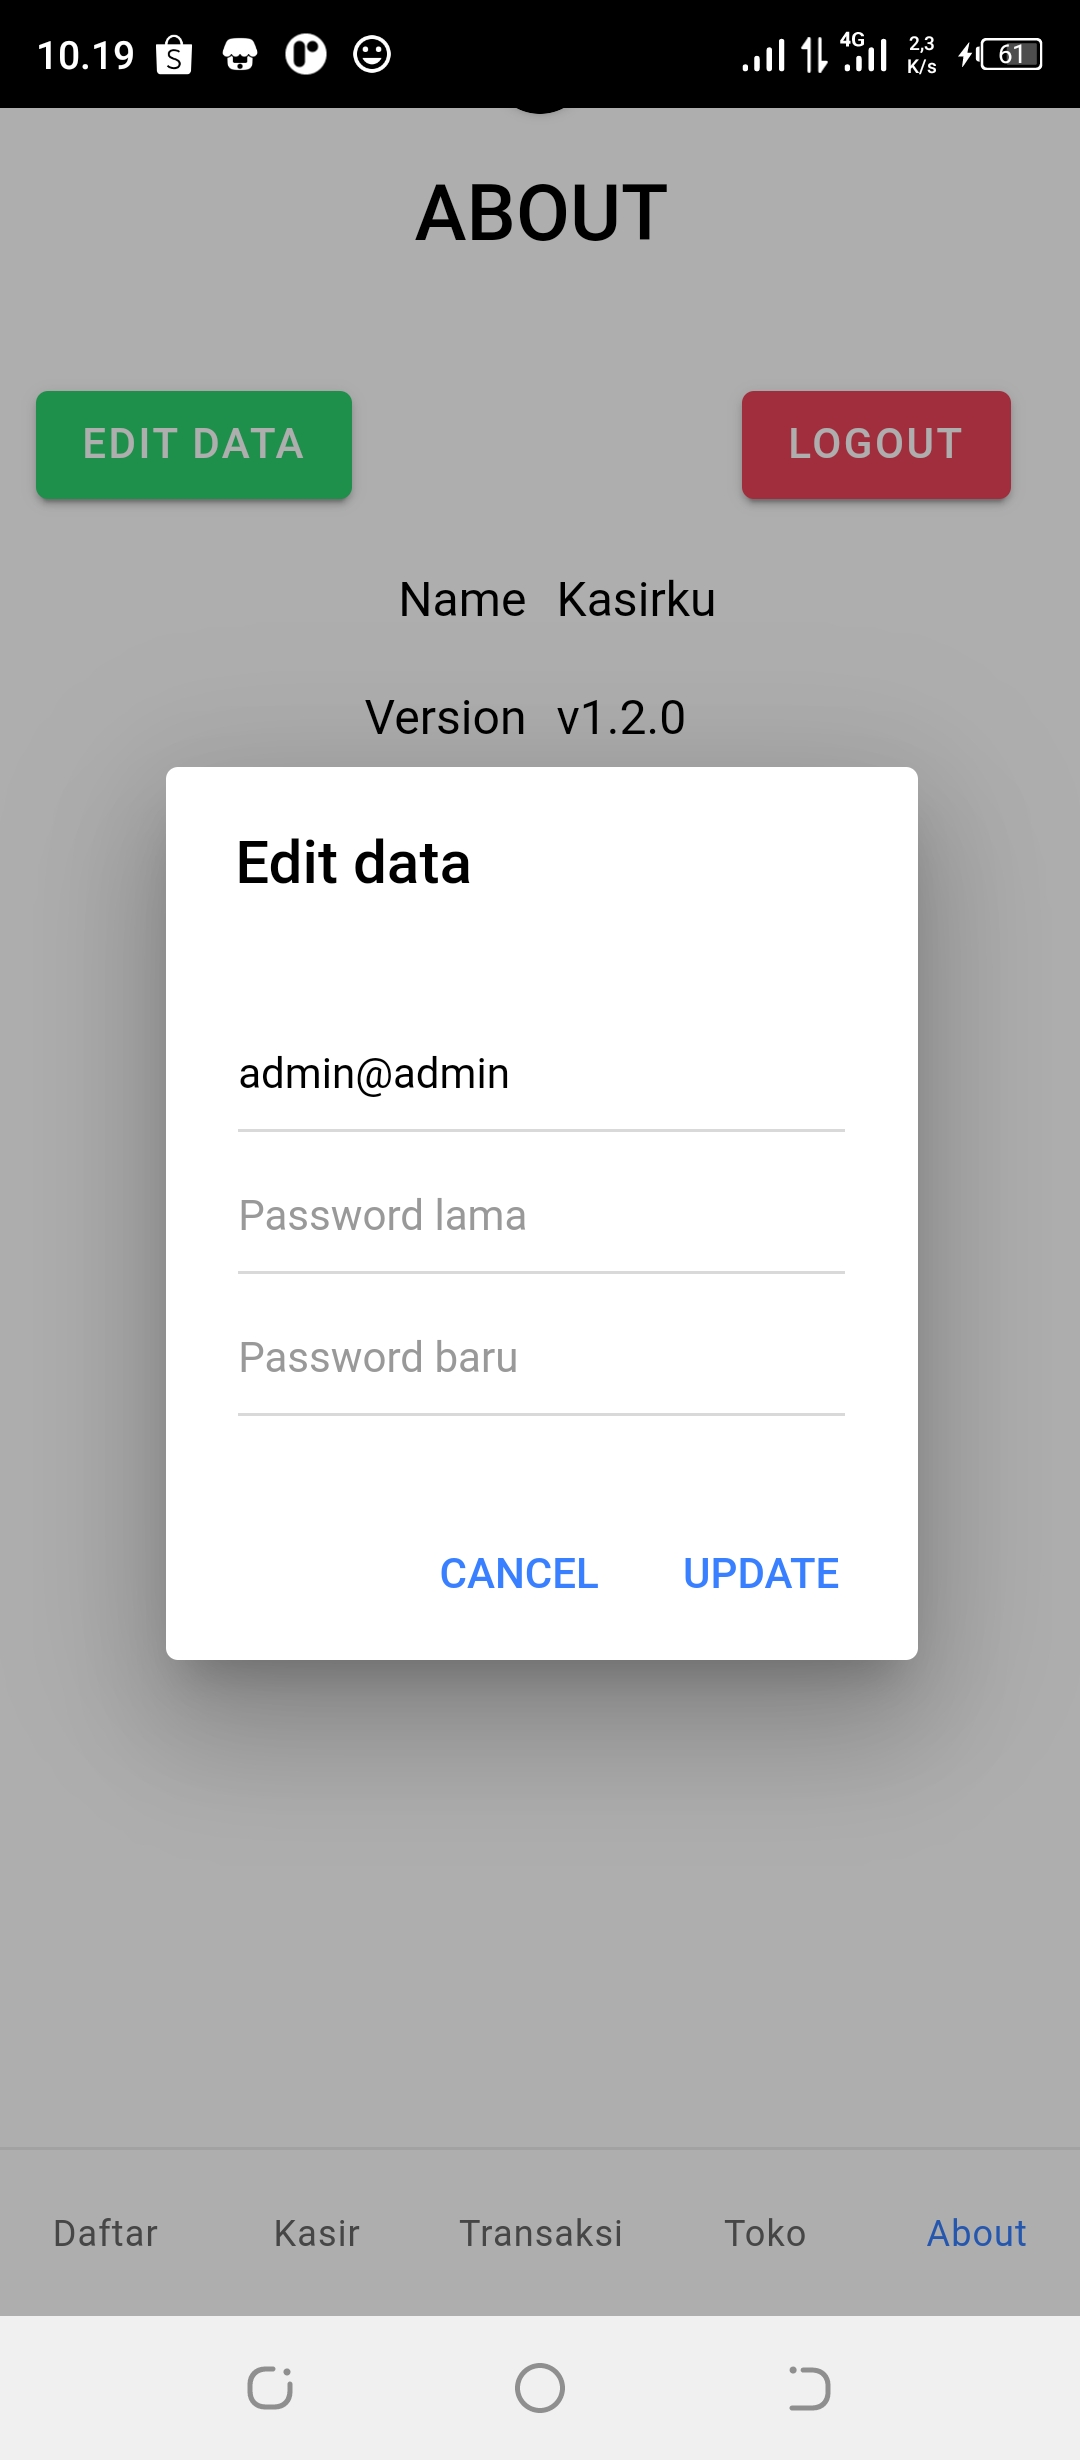 10.19 S 4G 2,3 K/s 61
ABOUT
EDIT DATA LOGOUT
Name Kasirku
Version v1.2.0
Edit data
admin@admin
Password lama
Password baru
CANCEL UPDATE
Daftar Kasir Transaksi Toko About